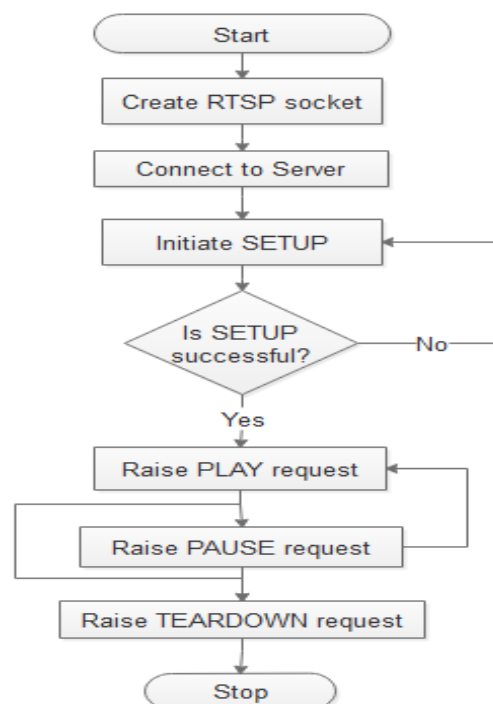 Start
Create RTSP socket
Connect to Server
Initiate SETUP
Is SETUP
successful?
No
Yes
Raise PLAY request
Raise PAUSE request
Raise TEARDOWN request
Stop